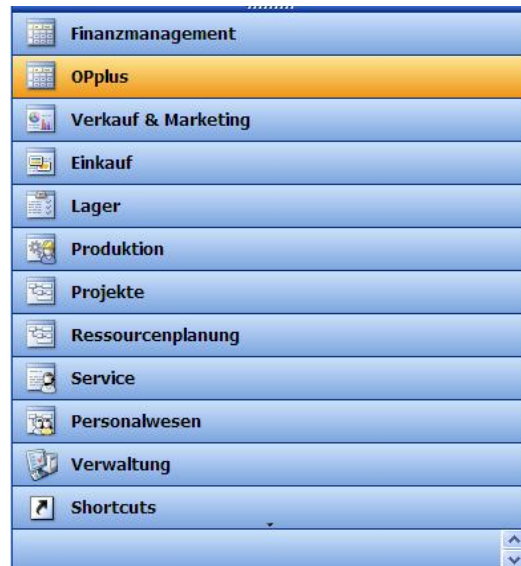 Finanzmanagement
OPplus
Verkauf & Marketing
Einkauf
Lager
Produktion
Projekte
Ressourcenplanung
Service
Personalwesen
Verwaltung
Shortcuts